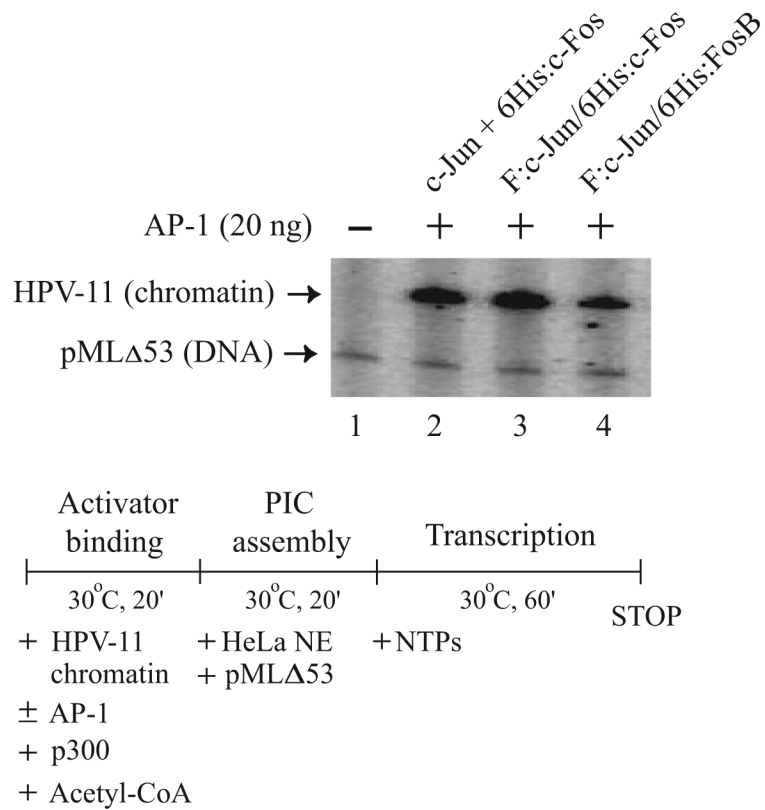 c-Jun + 6His:c-Fos
F:c-Jun/6His:c-Fos
F:c-Jun/6His:FosB
AP-1 (20 ng) – + + +
HPV-11 (chromatin) →
pMLΔ53 (DNA) →
1 2 3 4
Activator binding
PIC assembly
Transcription
30°C, 20' 30°C, 20' 30°C, 60'
STOP
+ HPV-11 chromatin
± AP-1
+ p300
+ Acetyl-CoA
+ HeLa NE
+ pMLΔ53
+ NTPs